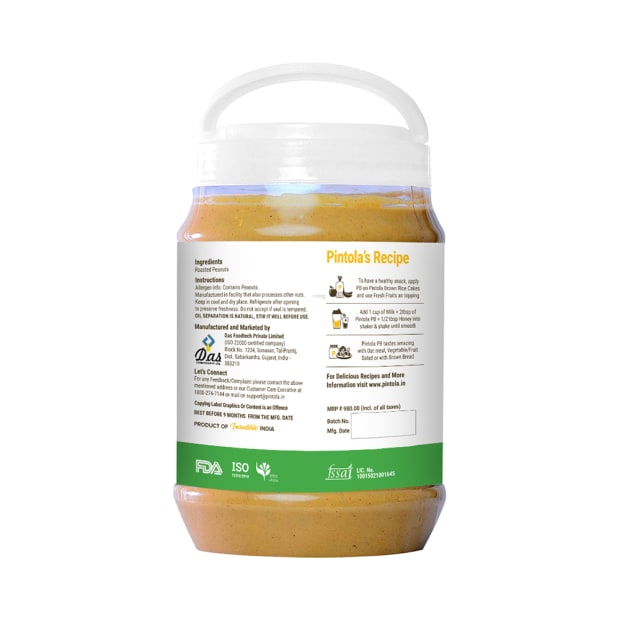 Ingredients
Roasted Peanuts
Instructions
Allergen Info: Contains Peanuts.
Manufactured in facility that also processes other nuts.
Keep in cool and dry place. Refrigerate after opening
to preserve freshness. Do not accept if seal is tampered.
OIL SEPARATION IS NATURAL, STIR IT WELL BEFORE USE.
Manufactured and Marketed by
Das
Das Foodtech Private Limited
(ISO 22000 certified company)
Block No. 1234, Sonasan, Tal-Prantij,
Dist. Sabarkantha, Gujarat, India -
383210
Let's Connect
For any Feedback/Complaint please contact the above
mentioned address or our Customer Care Executive at
1800-274-7144 or mail on support@pintola.in
Copying Label Graphics Or Content is an Offence
BEST BEFORE 9 MONTHS FROM THE MFG. DATE
PRODUCT OF Incredible INDIA
FDA
ISO
Pintola's Recipe
To have a healthy snack, apply
PB on Pintola Brown Rice Cakes
and use Fresh Fruits as topping
Add 1 cup of Milk + 2tbsp of
Pintola PB + 1/2 tbsp Honey into
shaker & shake until smooth
Pintola PB tastes amazing
with Oat meal, Vegetable/Fruit
Salad or with Brown Bread
For Delicious Recipes and More
Information visit www.pintola.in
MRP ₹ 980.00 (incl. of all taxes)
Batch No.
Mfg. Date
fssai
LIC. No.
10015021001645